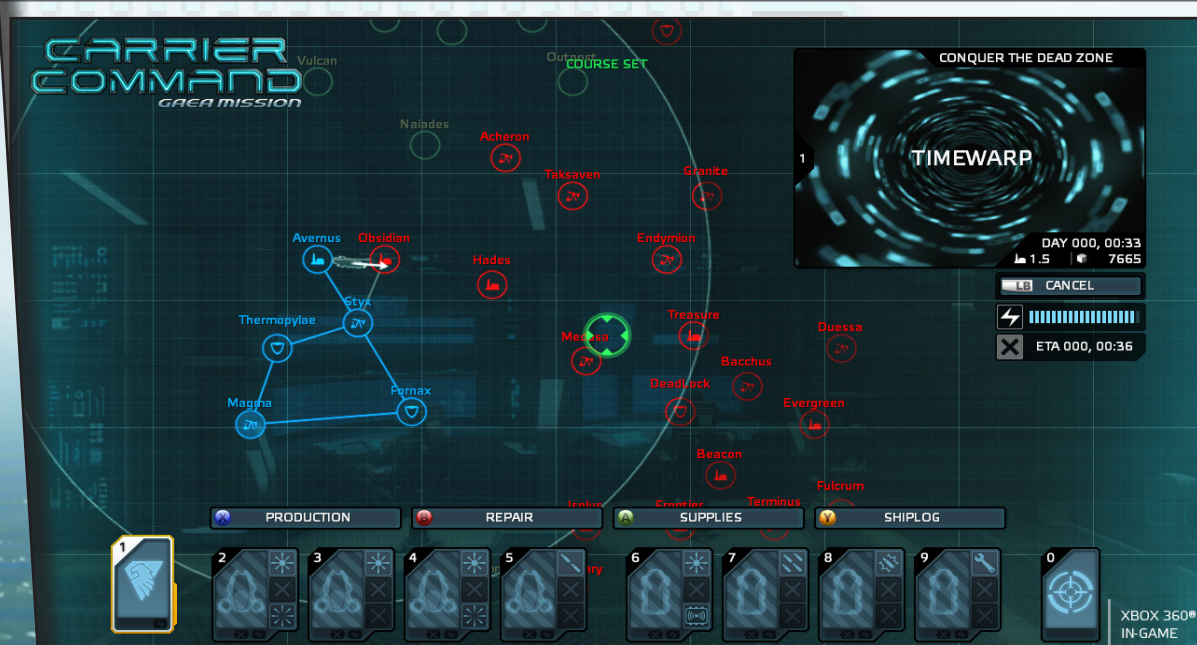 CARRIER
COMMAND
GAEA MISSION
Vulcan
Outpost
COURSE SET
CONQUER THE DEAD ZONE
Naiades
Acheron
1
TIMEWARP
Taksaven
Granite
Avernus
Obsidian
Endymion
DAY 000, 00:33
1.5
7665
Hades
LB
CANCEL
Styx
Thermopylae
Treasure
Duessa
Medusa
ETA 000, 00:36
Bacchus
Deadlock
Fornax
Magma
Evergreen
Beacon
Fulcrum
Terminus
Frontier
X PRODUCTION
B REPAIR
A SUPPLIES
Y SHIPLOG
1
2
3
4
5
6
7
8
9
0
XBOX 360®
IN-GAME